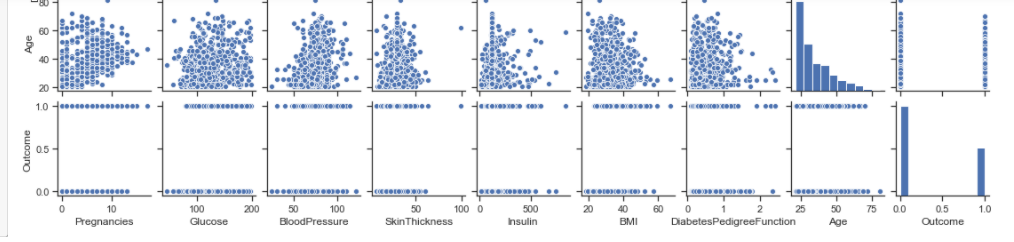 80
Age
60
40
20
1.0
Outcome
0.5
0.0
0 10 100 200 50 100 50 100 0 500 20 40 60 0 1 2 25 50 75 0.0 0.5 1.0
Pregnancies Glucose BloodPressure SkinThickness Insulin BMI DiabetesPedigreeFunction Age Outcome